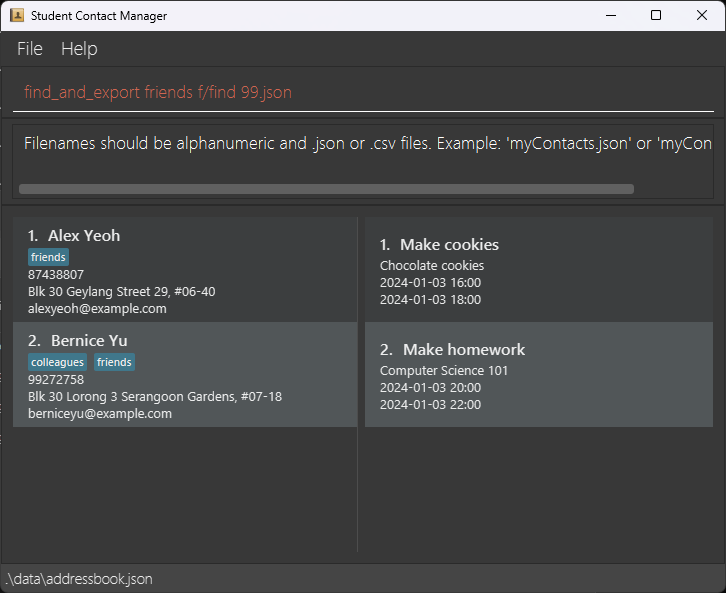 Student Contact Manager
File Help
find_and_export friends f/find 99.json
Filenames should be alphanumeric and .json or .csv files. Example: 'myContacts.json' or 'myCon
1. Alex Yeoh
friends
87438807
Blk 30 Geylang Street 29, #06-40
alexyeoh@example.com
2. Bernice Yu
colleagues friends
99272758
Blk 30 Lorong 3 Serangoon Gardens, #07-18
berniceyu@example.com
1. Make cookies
Chocolate cookies
2024-01-03 16:00
2024-01-03 18:00
2. Make homework
Computer Science 101
2024-01-03 20:00
2024-01-03 22:00
.\data\addressbook.json